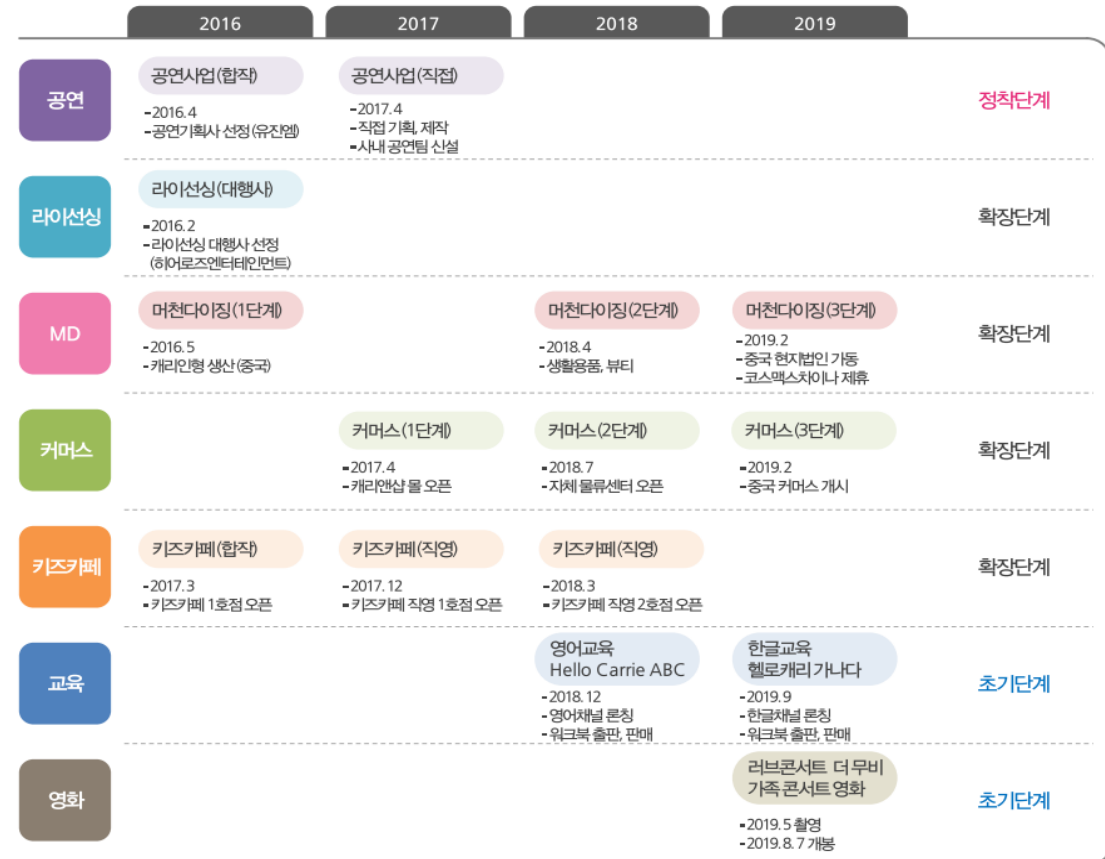 2016 2017 2018 2019
공연
공연사업(합작)
-2016.4
-공연기획사 선정(유진엠)
공연사업(직접)
-2017.4
-직접 기획, 제작
-사내 공연팀 신설
정착단계
라이선싱
라이선싱(대행사)
-2016.2
-라이선싱 대행사 선정
(히어로즈엔터테인먼트)
확장단계
MD
머천다이징(1단계)
-2016.5
-캐리인형 생산(중국)
머천다이징(2단계)
-2018.4
-생활용품, 뷰티
머천다이징(3단계)
-2019.2
-중국 현지법인 가동
-코스맥스차이나 제휴
확장단계
커머스
커머스(1단계)
-2017.4
-캐리앤샵 몰 오픈
커머스(2단계)
-2018.7
-자체 물류센터 오픈
커머스(3단계)
-2019.2
-중국 커머스 개시
확장단계
키즈카페
키즈카페(합작)
-2017.3
-키즈카페 1호점 오픈
키즈카페(직영)
-2017.12
-키즈카페 직영 1호점 오픈
키즈카페(직영)
-2018.3
-키즈카페 직영 2호점 오픈
확장단계
교육
영어교육
Hello Carrie ABC
-2018.12
-영어채널 론칭
-워크북 출판, 판매
한글교육
헬로캐리 가나다
-2019.9
-한글채널 론칭
-워크북 출판, 판매
초기단계
영화
러브콘서트 더 무비
가족 콘서트 영화
-2019.5 촬영
-2019.8.7 개봉
초기단계